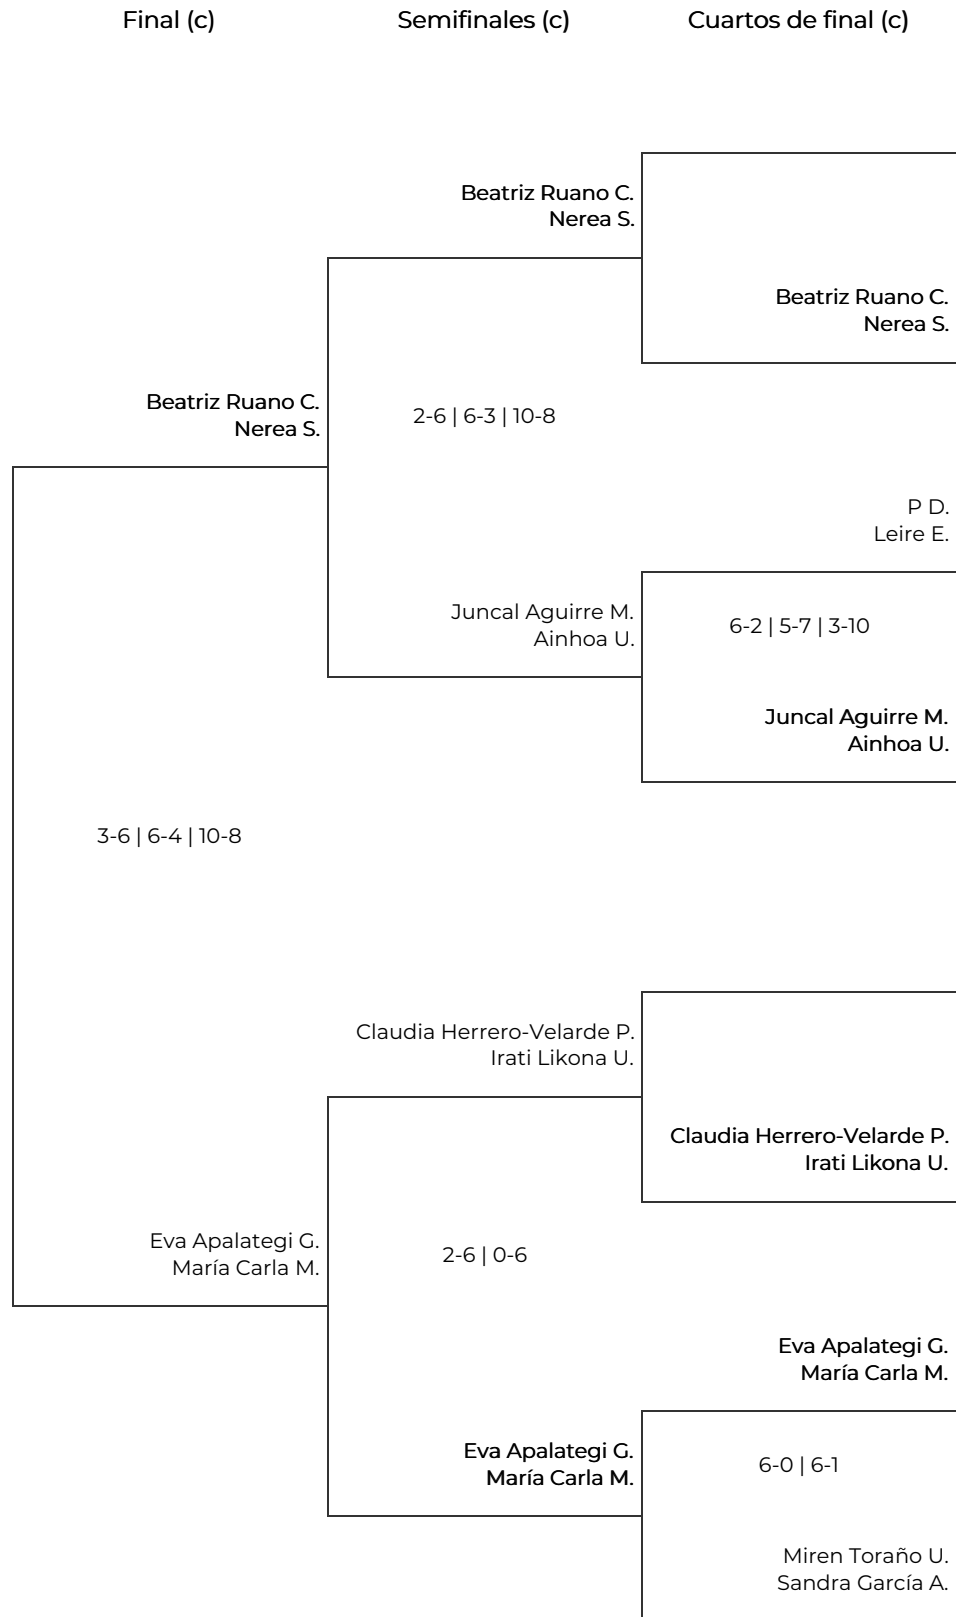 Final (c)
Semifinales (c)
Cuartos de final (c)
Beatriz Ruano C.
Nerea S.
Beatriz Ruano C.
Nerea S.
Beatriz Ruano C.
Nerea S.
2-6 | 6-3 | 10-8
P D.
Leire E.
Juncal Aguirre M.
Ainhoa U.
6-2 | 5-7 | 3-10
Juncal Aguirre M.
Ainhoa U.
3-6 | 6-4 | 10-8
Claudia Herrero-Velarde P.
Irati Likona U.
Claudia Herrero-Velarde P.
Irati Likona U.
Eva Apalategi G.
María Carla M.
2-6 | 0-6
Eva Apalategi G.
María Carla M.
Eva Apalategi G.
María Carla M.
6-0 | 6-1
Miren Toraño U.
Sandra García A.